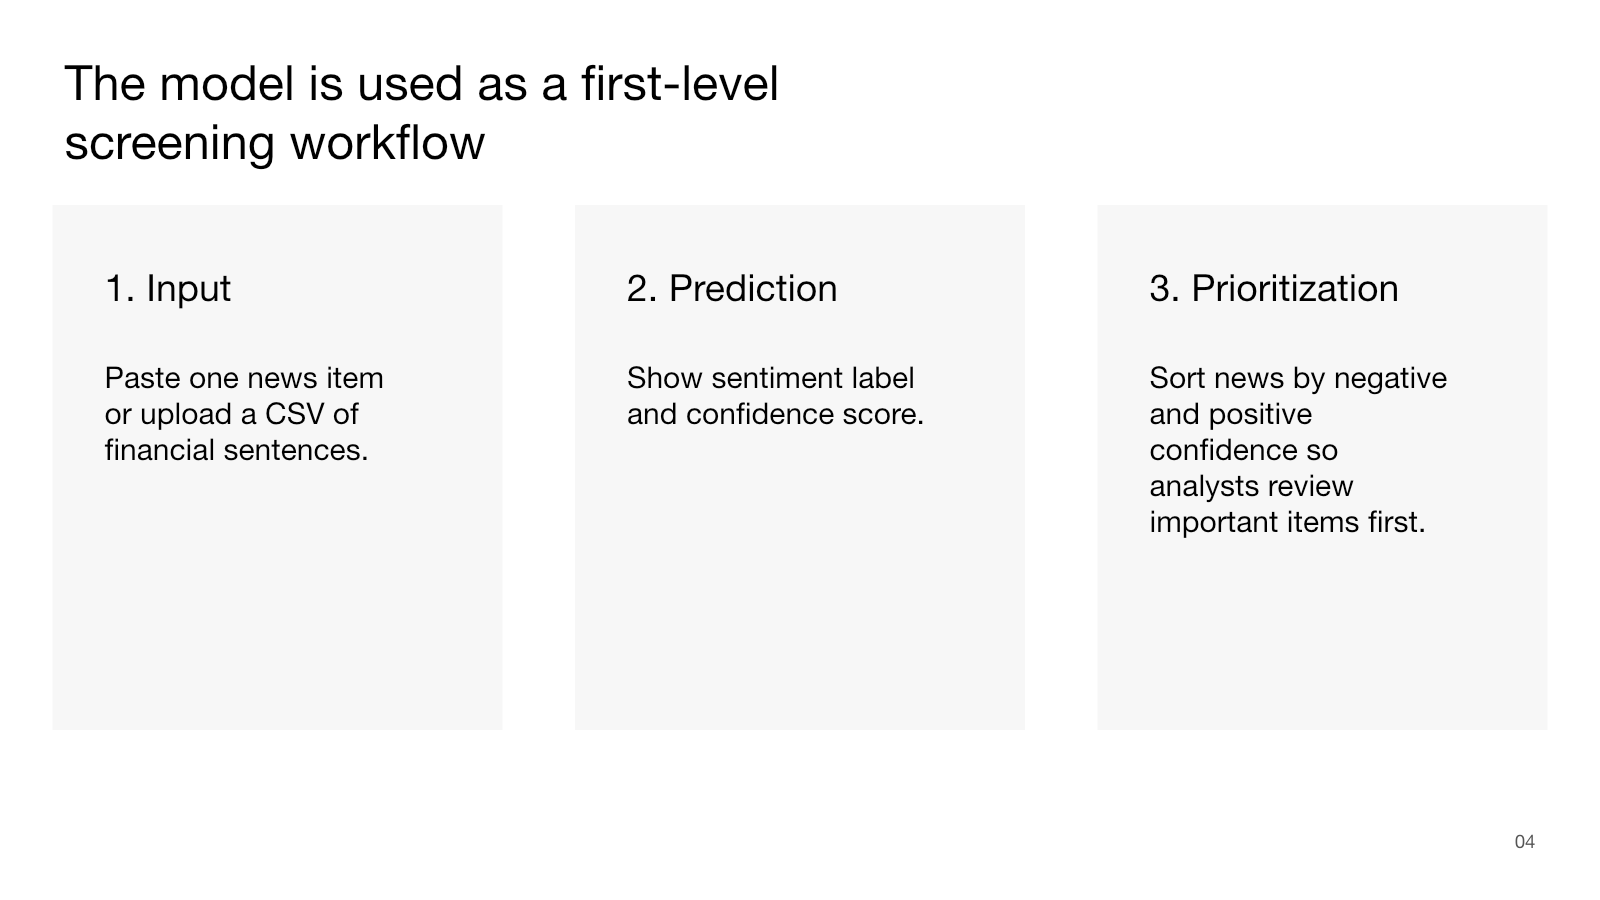 The model is used as a first-level
screening workflow
1. Input
Paste one news item
or upload a CSV of
financial sentences.
2. Prediction
Show sentiment label
and confidence score.
3. Prioritization
Sort news by negative
and positive
confidence so
analysts review
important items first.
04